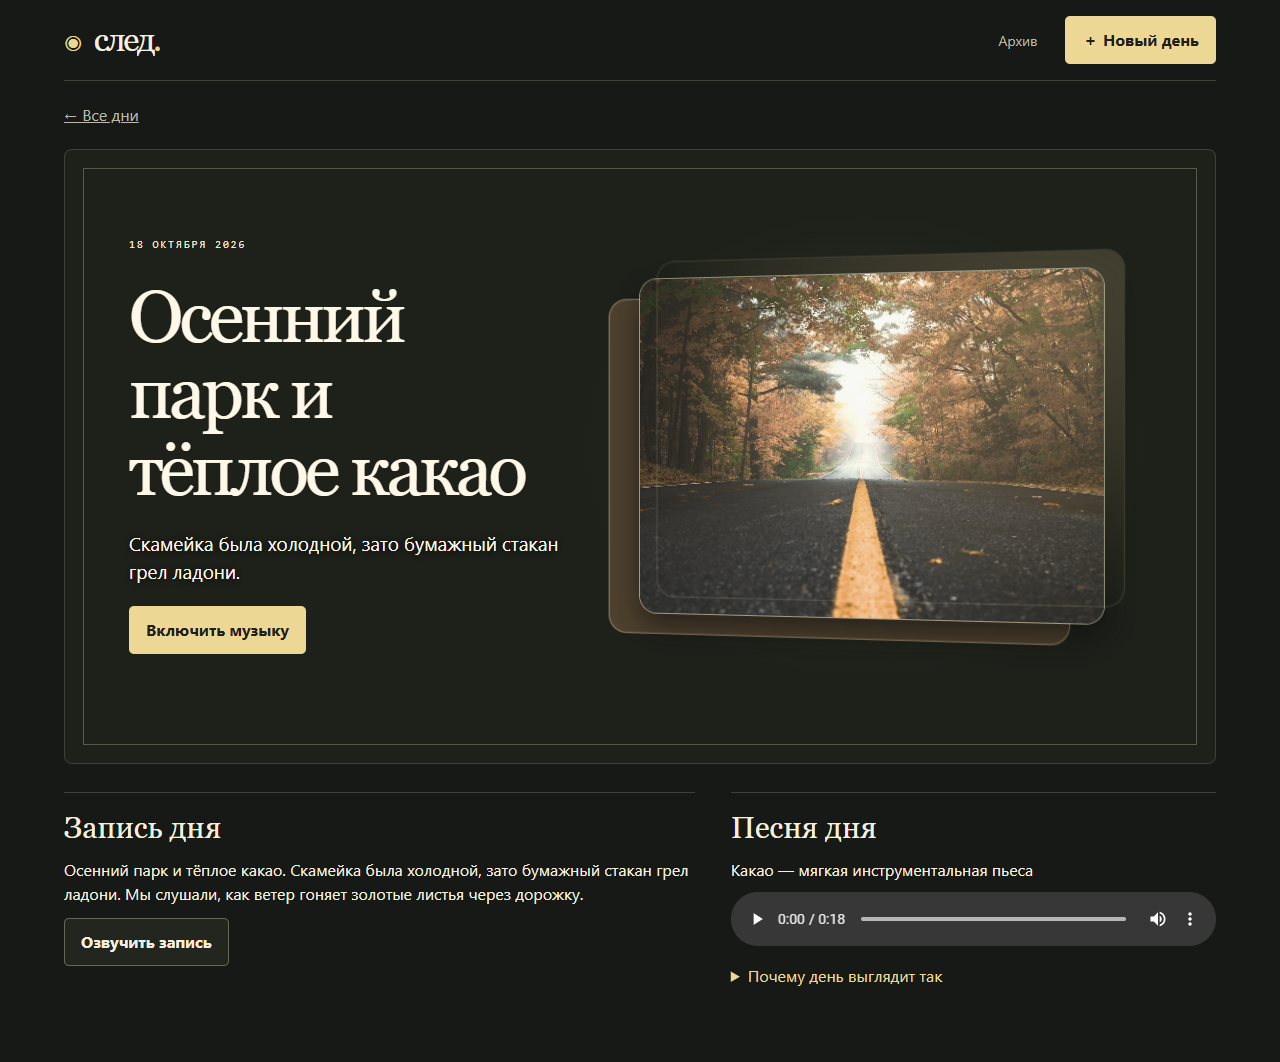 ◉ след.
Архив
+ Новый день
← Все дни
18 ОКТЯБРЯ 2026
Осенний
парк и
тёплое какао
Скамейка была холодной, зато бумажный стакан
грел ладони.
Включить музыку
Запись дня
Осенний парк и тёплое какао. Скамейка была холодной, зато бумажный стакан грел
ладони. Мы слушали, как ветер гоняет золотые листья через дорожку.
Озвучить запись
Песня дня
Какао — мягкая инструментальная пьеса
0:00 / 0:18
Почему день выглядит так